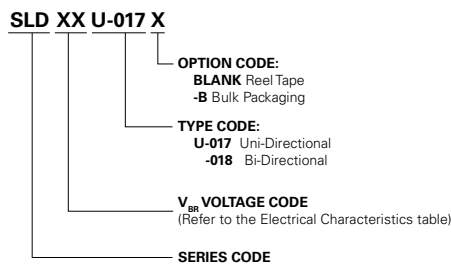 SLD XX U-017 X
OPTION CODE:
BLANK Reel Tape
-B Bulk Packaging
TYPE CODE:
U-017 Uni-Directional
-018 Bi-Directional
VBR VOLTAGE CODE
(Refer to the Electrical Characteristics table)
SERIES CODE